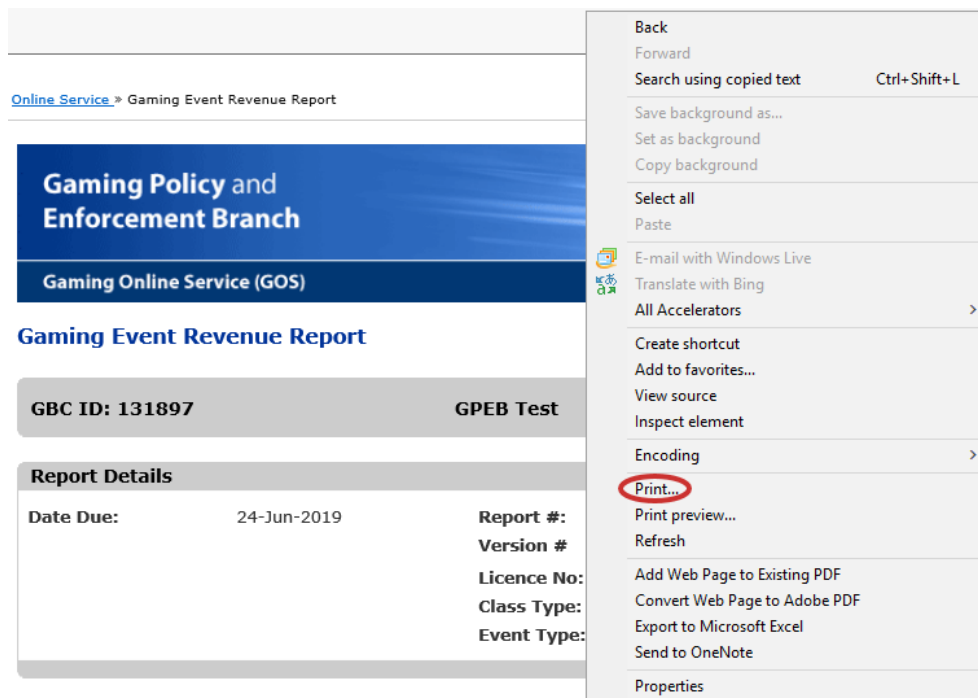 Online Service » Gaming Event Revenue Report
Gaming Policy and
Enforcement Branch
Gaming Online Service (GOS)
Gaming Event Revenue Report
GBC ID: 131897 GPEB Test
Report Details
Date Due: 24-Jun-2019 Report #:
Version #
Licence No:
Class Type:
Event Type:
Back
Forward
Search using copied text Ctrl+Shift+L
Save background as...
Set as background
Copy background
Select all
Paste
E-mail with Windows Live
Translate with Bing
All Accelerators
Create shortcut
Add to favorites...
View source
Inspect element
Encoding
Print...
Print preview...
Refresh
Add Web Page to Existing PDF
Convert Web Page to Adobe PDF
Export to Microsoft Excel
Send to OneNote
Properties